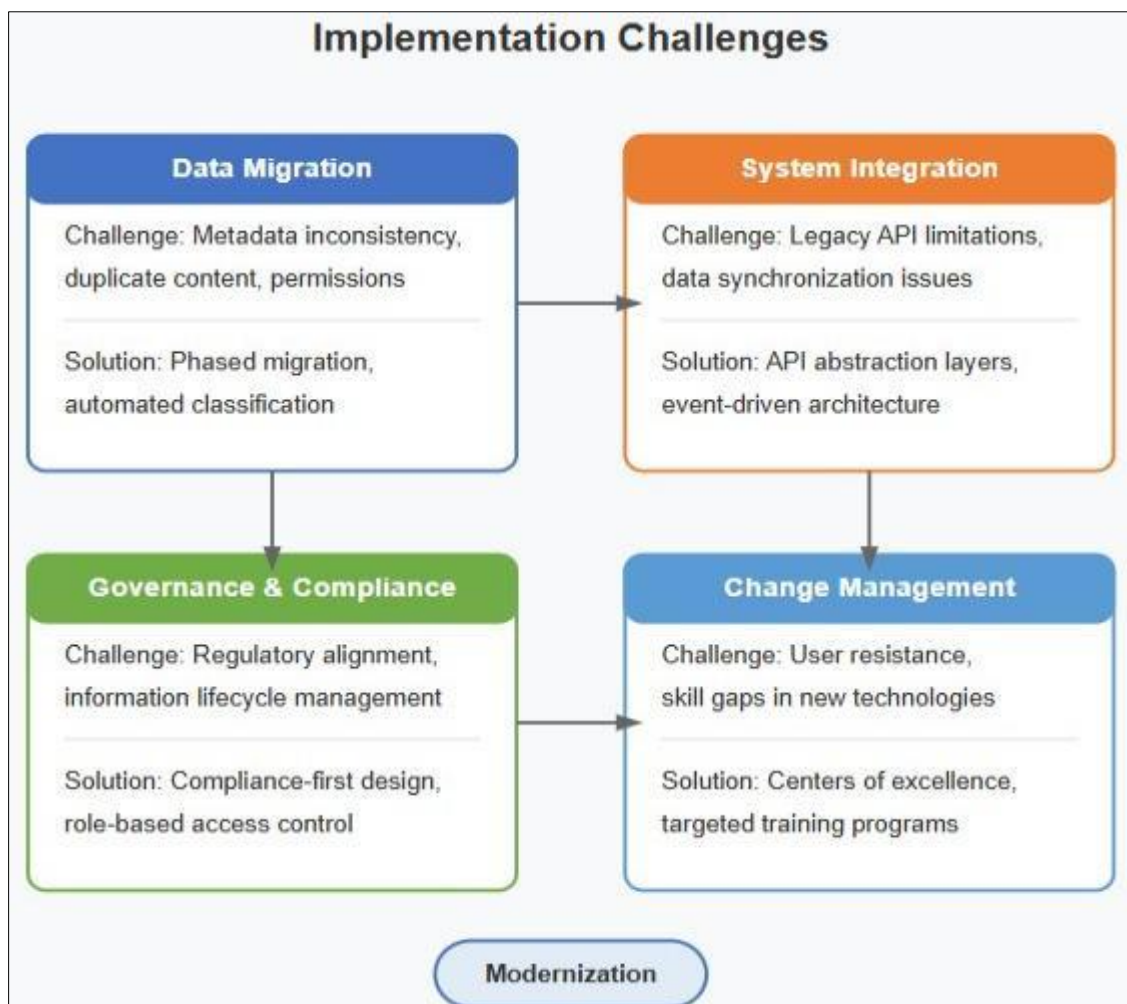 Implementation Challenges
Data Migration
Challenge: Metadata inconsistency,
duplicate content, permissions
Solution: Phased migration,
automated classification
System Integration
Challenge: Legacy API limitations,
data synchronization issues
Solution: API abstraction layers,
event-driven architecture
Governance & Compliance
Challenge: Regulatory alignment,
information lifecycle management
Solution: Compliance-first design,
role-based access control
Change Management
Challenge: User resistance,
skill gaps in new technologies
Solution: Centers of excellence,
targeted training programs
Modernization